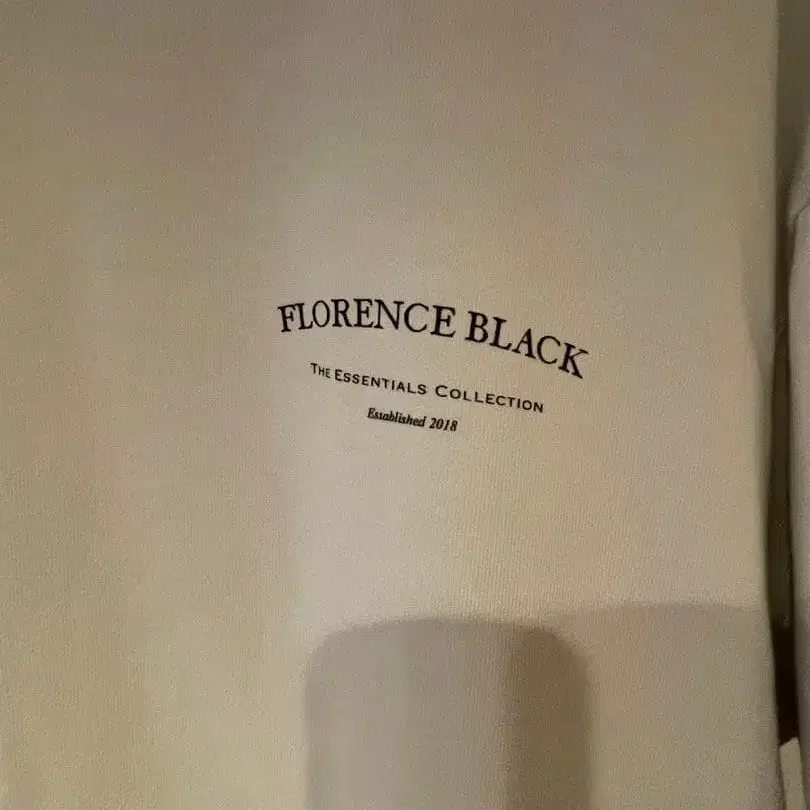 FLORENCE BLACK
THE ESSENTIALS COLLECTION
Established 2018